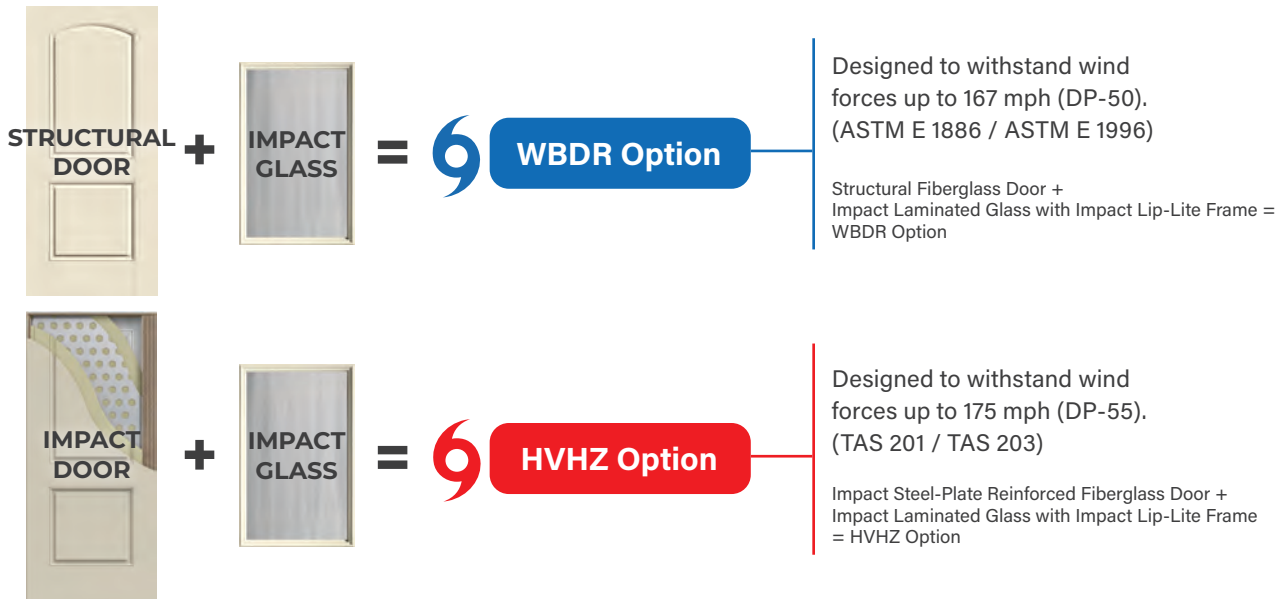 STRUCTURAL
DOOR
+
IMPACT
GLASS
=
WBDR Option
Designed to withstand wind
forces up to 167 mph (DP-50).
(ASTM E 1886 / ASTM E 1996)
Structural Fiberglass Door +
Impact Laminated Glass with Impact Lip-Lite Frame =
WBDR Option
IMPACT
DOOR
+
IMPACT
GLASS
=
HVHZ Option
Designed to withstand wind
forces up to 175 mph (DP-55).
(TAS 201 / TAS 203)
Impact Steel-Plate Reinforced Fiberglass Door +
Impact Laminated Glass with Impact Lip-Lite Frame
= HVHZ Option